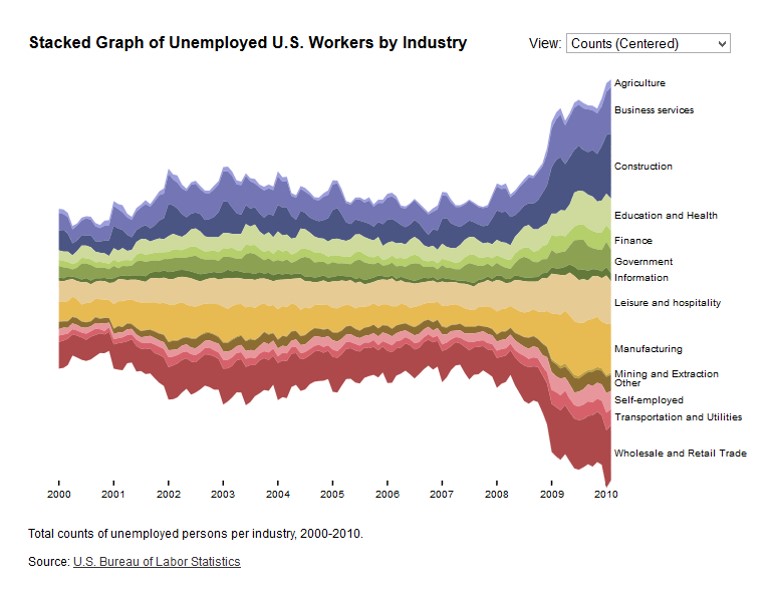 Stacked Graph of Unemployed U.S. Workers by Industry
View: Counts (Centered)
Agriculture
Business services
Construction
Education and Health
Finance
Government
Information
Leisure and hospitality
Manufacturing
Mining and Extraction
Other
Self-employed
Transportation and Utilities
Wholesale and Retail Trade
2000 2001 2002 2003 2004 2005 2006 2007 2008 2009 2010
Total counts of unemployed persons per industry, 2000-2010.
Source: U.S. Bureau of Labor Statistics